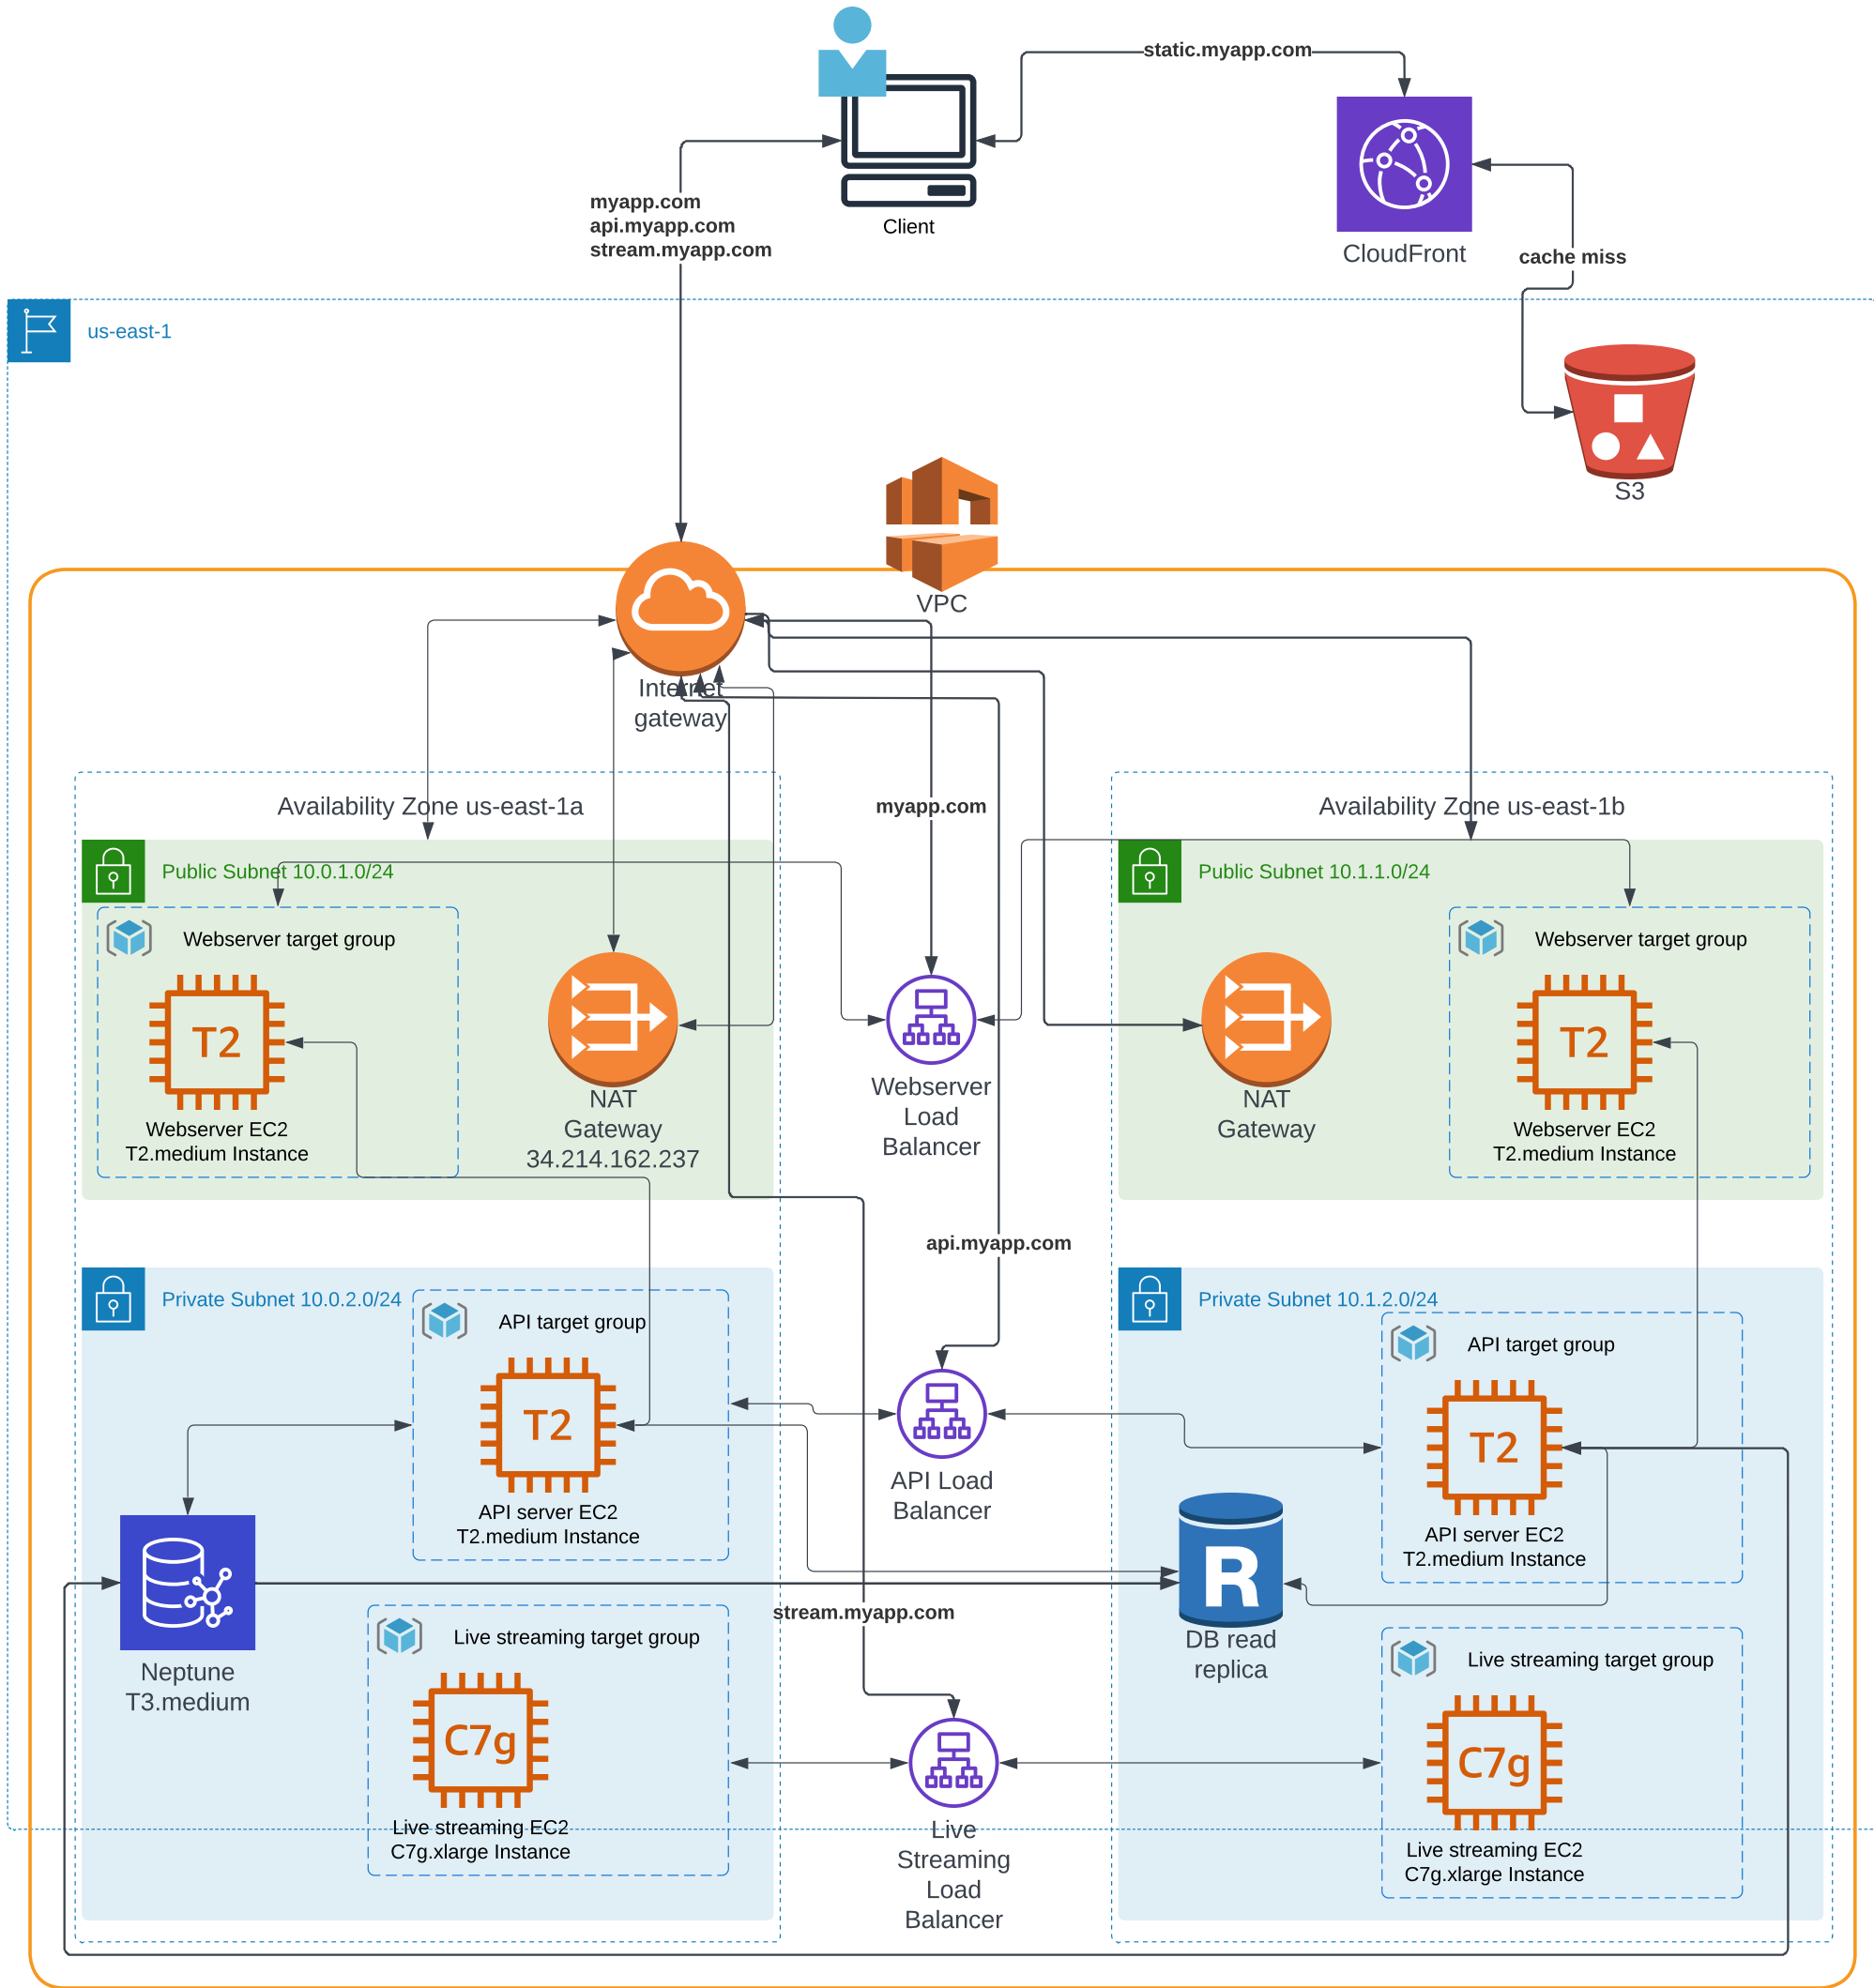 static.myapp.com
myapp.com
api.myapp.com
stream.myapp.com
Client
CloudFront
cache miss
us-east-1
S3
VPC
Internet
gateway
Availability Zone us-east-1a
myapp.com
Availability Zone us-east-1b
Public Subnet 10.0.1.0/24
Public Subnet 10.1.1.0/24
Webserver target group
Webserver target group
T2
T2
Webserver EC2
T2.medium Instance
NAT
Gateway
34.214.162.237
Webserver
Load
Balancer
NAT
Gateway
Webserver EC2
T2.medium Instance
api.myapp.com
Private Subnet 10.0.2.0/24
Private Subnet 10.1.2.0/24
API target group
API target group
T2
T2
API server EC2
T2.medium Instance
API Load
Balancer
API server EC2
T2.medium Instance
R
stream.myapp.com
Neptune
T3.medium
Live streaming target group
DB read
replica
Live streaming target group
C7g
C7g
Live streaming EC2
C7g.xlarge Instance
Live
Streaming
Load
Balancer
Live streaming EC2
C7g.xlarge Instance